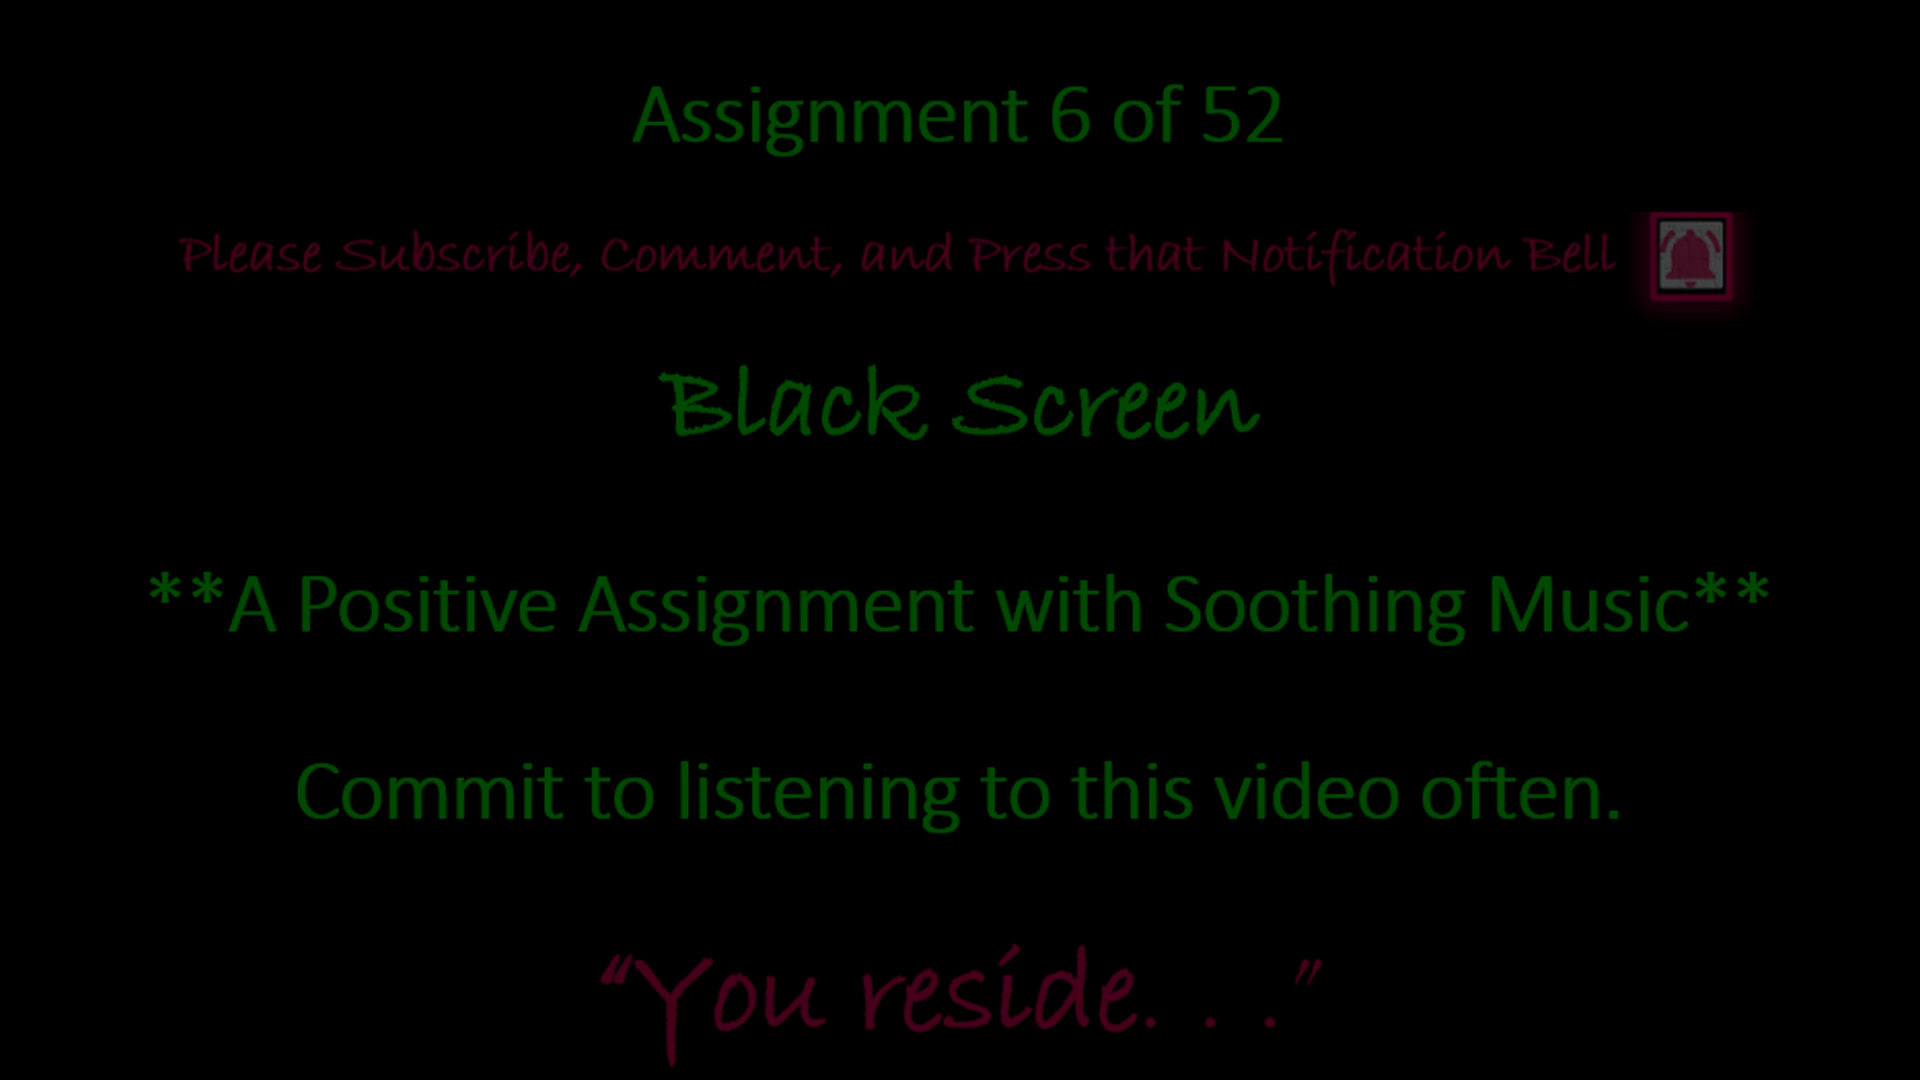 Assignment 6 of 52
Please Subscribe, Comment, and Press that Notification Bell
Black Screen
**A Positive Assignment with Soothing Music**
Commit to listening to this video often.
“You reside. . .”